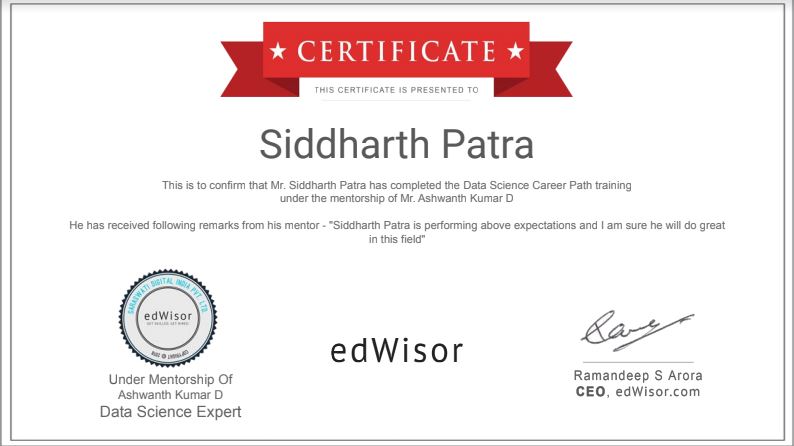 ★ CERTIFICATE ★
THIS CERTIFICATE IS PRESENTED TO
Siddharth Patra
This is to confirm that Mr. Siddharth Patra has completed the Data Science Career Path training
under the mentorship of Mr. Ashwanth Kumar D
He has received following remarks from his mentor - "Siddharth Patra is performing above expectations and I am sure he will do great
in this field"
SARASWATI DIGITAL INDIA PVT. LTD.
edWisor
GET SKILLED. GET HIRED.
COPYRIGHT @
Under Mentorship Of
Ashwanth Kumar D
Data Science Expert
edWisor
Ramandeep S Arora
CEO, edWisor.com